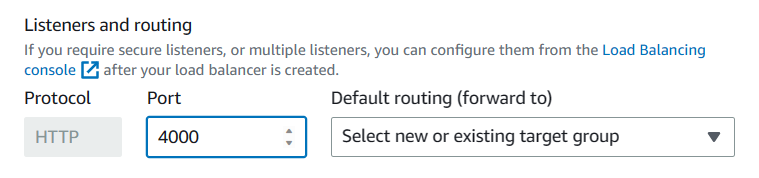 Listeners and routing
If you require secure listeners, or multiple listeners, you can configure them from the Load Balancing
console after your load balancer is created.
Protocol Port Default routing (forward to)
HTTP 4000 Select new or existing target group